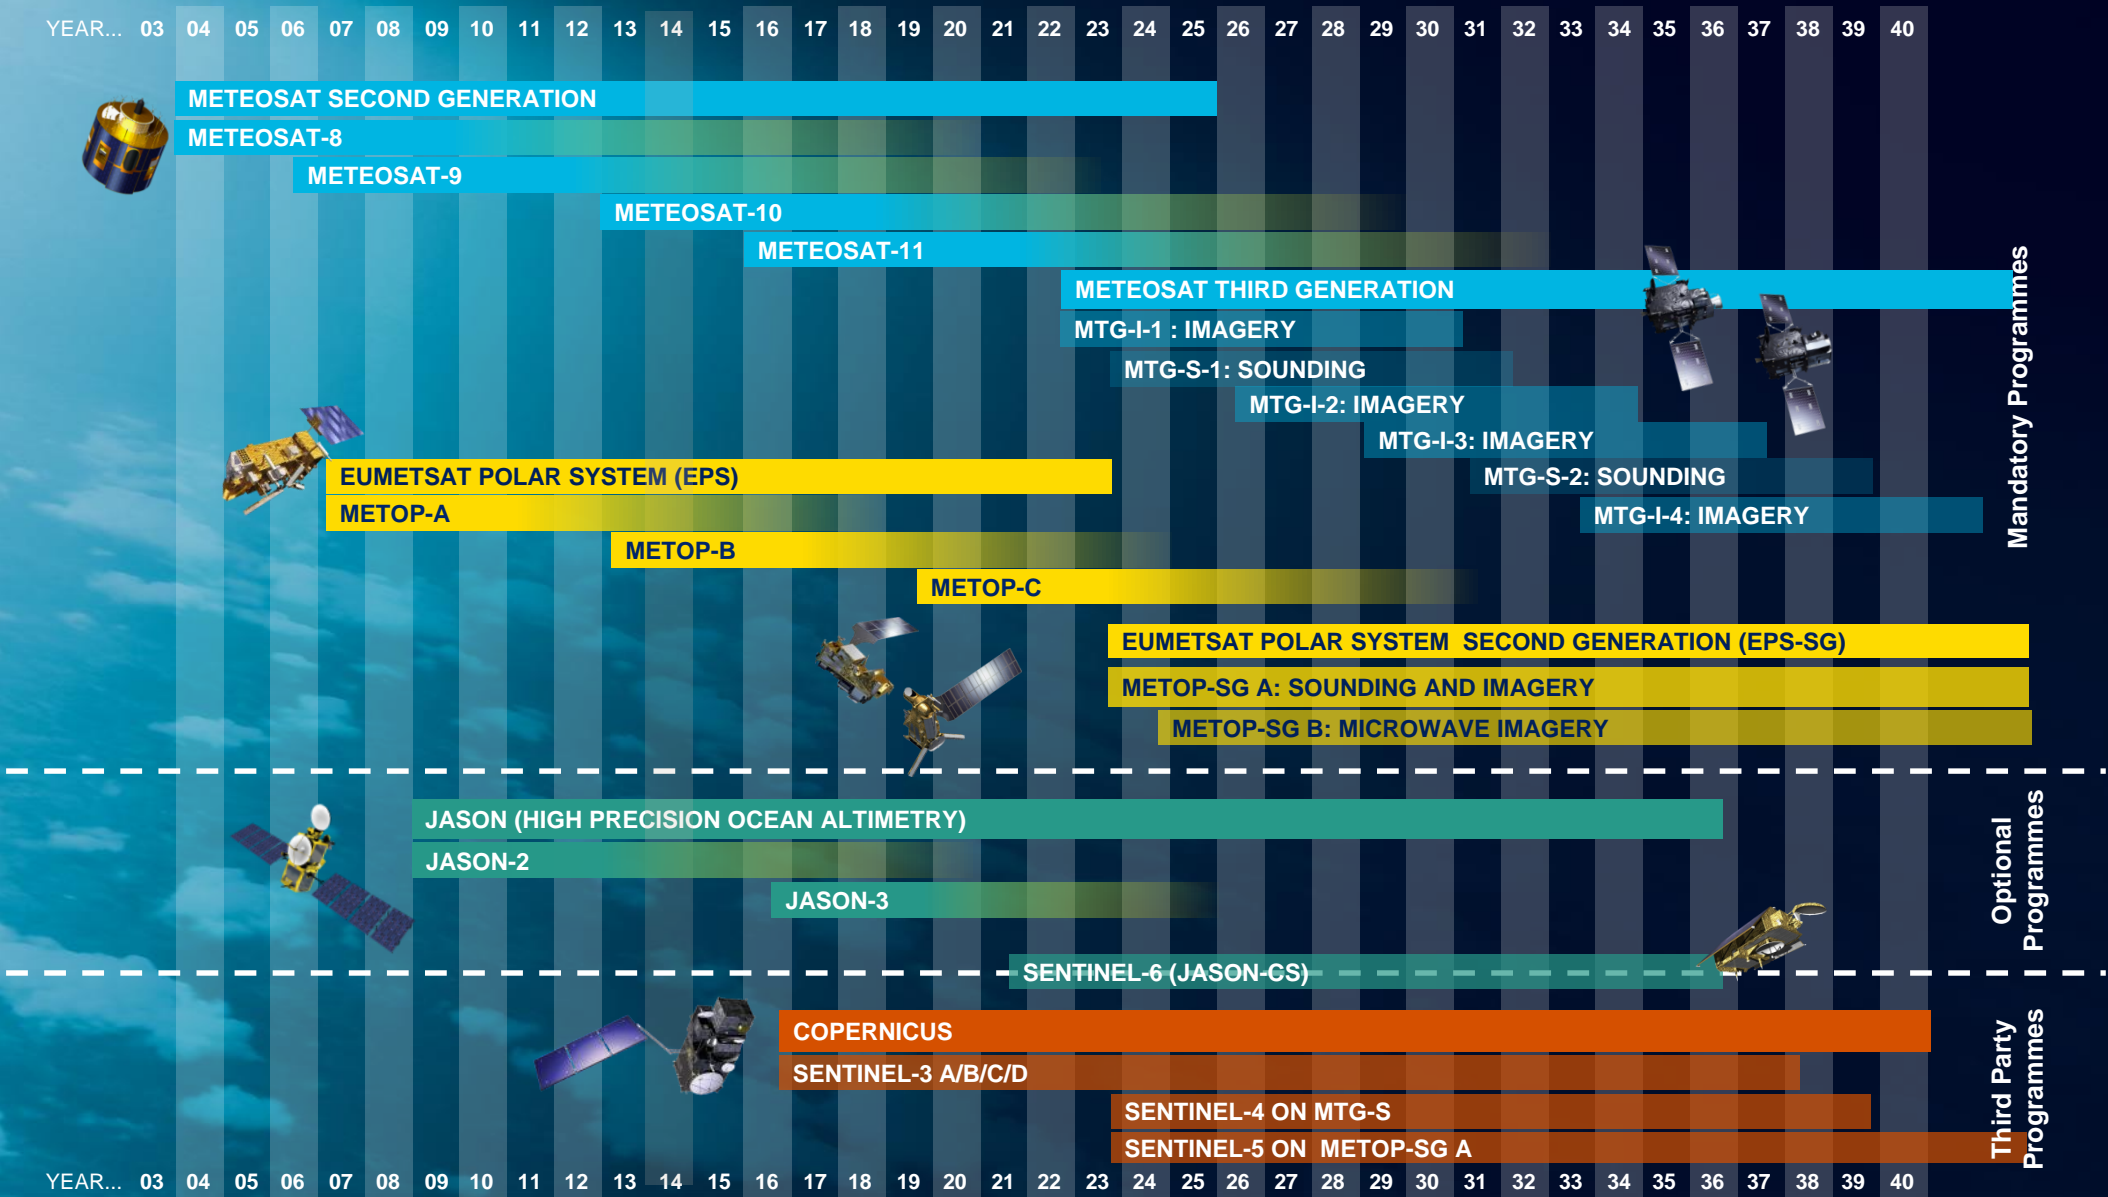 YEAR... 03 04 05 06 07 08 09 10 11 12 13 14 15 16 17 18 19 20 21 22 23 24 25 26 27 28 29 30 31 32 33 34 35 36 37 38 39 40
METEOSAT SECOND GENERATION
METEOSAT-8
METEOSAT-9
METEOSAT-10
METEOSAT-11
METEOSAT THIRD GENERATION
MTG-I-1 : IMAGERY
MTG-S-1: SOUNDING
MTG-I-2: IMAGERY
MTG-I-3: IMAGERY
MTG-S-2: SOUNDING
MTG-I-4: IMAGERY
Mandatory Programmes
EUMETSAT POLAR SYSTEM (EPS)
METOP-A
METOP-B
METOP-C
EUMETSAT POLAR SYSTEM SECOND GENERATION (EPS-SG)
METOP-SG A: SOUNDING AND IMAGERY
METOP-SG B: MICROWAVE IMAGERY
JASON (HIGH PRECISION OCEAN ALTIMETRY)
JASON-2
JASON-3
SENTINEL-6 (JASON-CS)
Optional
Programmes
COPERNICUS
SENTINEL-3 A/B/C/D
SENTINEL-4 ON MTG-S
SENTINEL-5 ON METOP-SG A
Third Party
Programmes
YEAR... 03 04 05 06 07 08 09 10 11 12 13 14 15 16 17 18 19 20 21 22 23 24 25 26 27 28 29 30 31 32 33 34 35 36 37 38 39 40